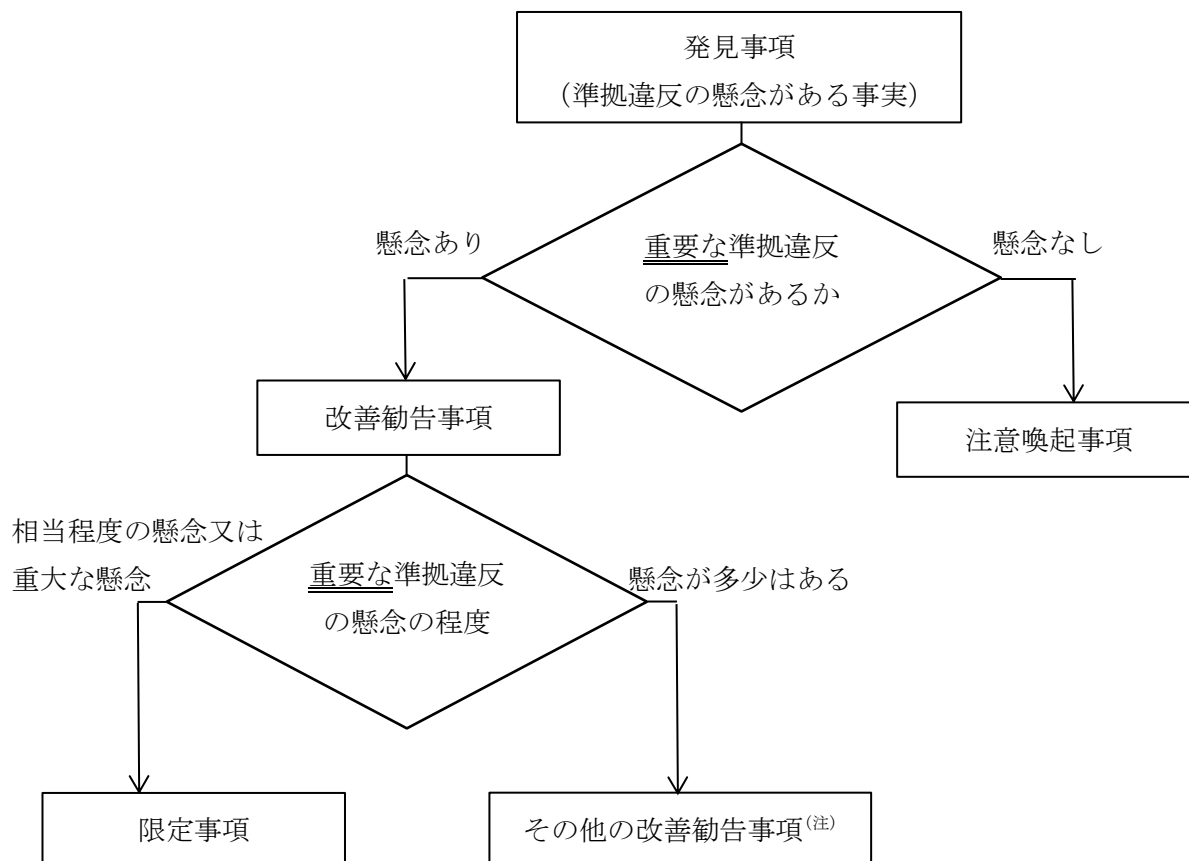 発見事項
（準拠違反の懸念がある事実）
懸念あり
重要な準拠違反
の懸念があるか
懸念なし
改善勧告事項
注意喚起事項
相当程度の懸念又は
重大な懸念
重要な準拠違反
の懸念の程度
懸念が多少はある
限定事項
その他の改善勧告事項(注)